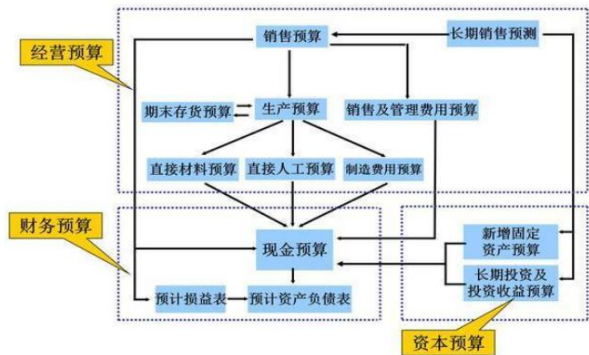 销售预算
长期销售预测
经营预算
期末存货预算
生产预算
销售及管理费用预算
直接材料预算
直接人工预算
制造费用预算
财务预算
现金预算
新增固定
资产预算
长期投资及
投资收益预算
预计损益表
预计资产负债表
资本预算